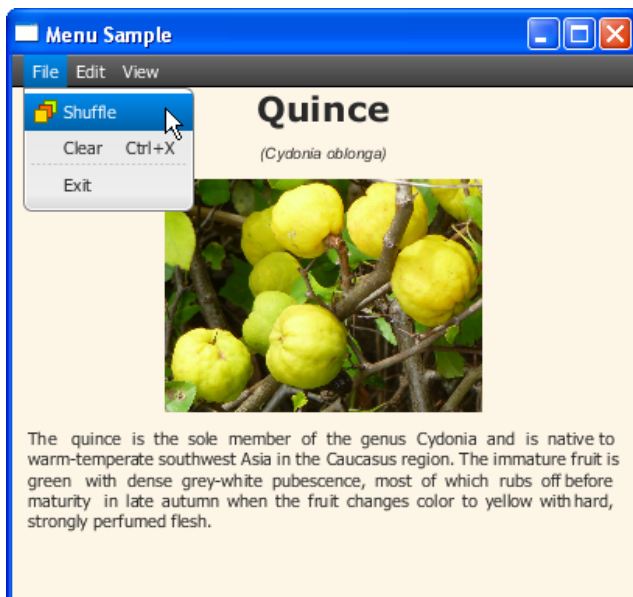 Menu Sample
File Edit View
Shuffle
Clear Ctrl+X
Exit
Quince
(Cydonia oblonga)
The quince is the sole member of the genus Cydonia and is native to
warm-temperate southwest Asia in the Caucasus region. The immature fruit is
green with dense grey-white pubescence, most of which rubs off before
maturity in late autumn when the fruit changes color to yellow with hard,
strongly perfumed flesh.